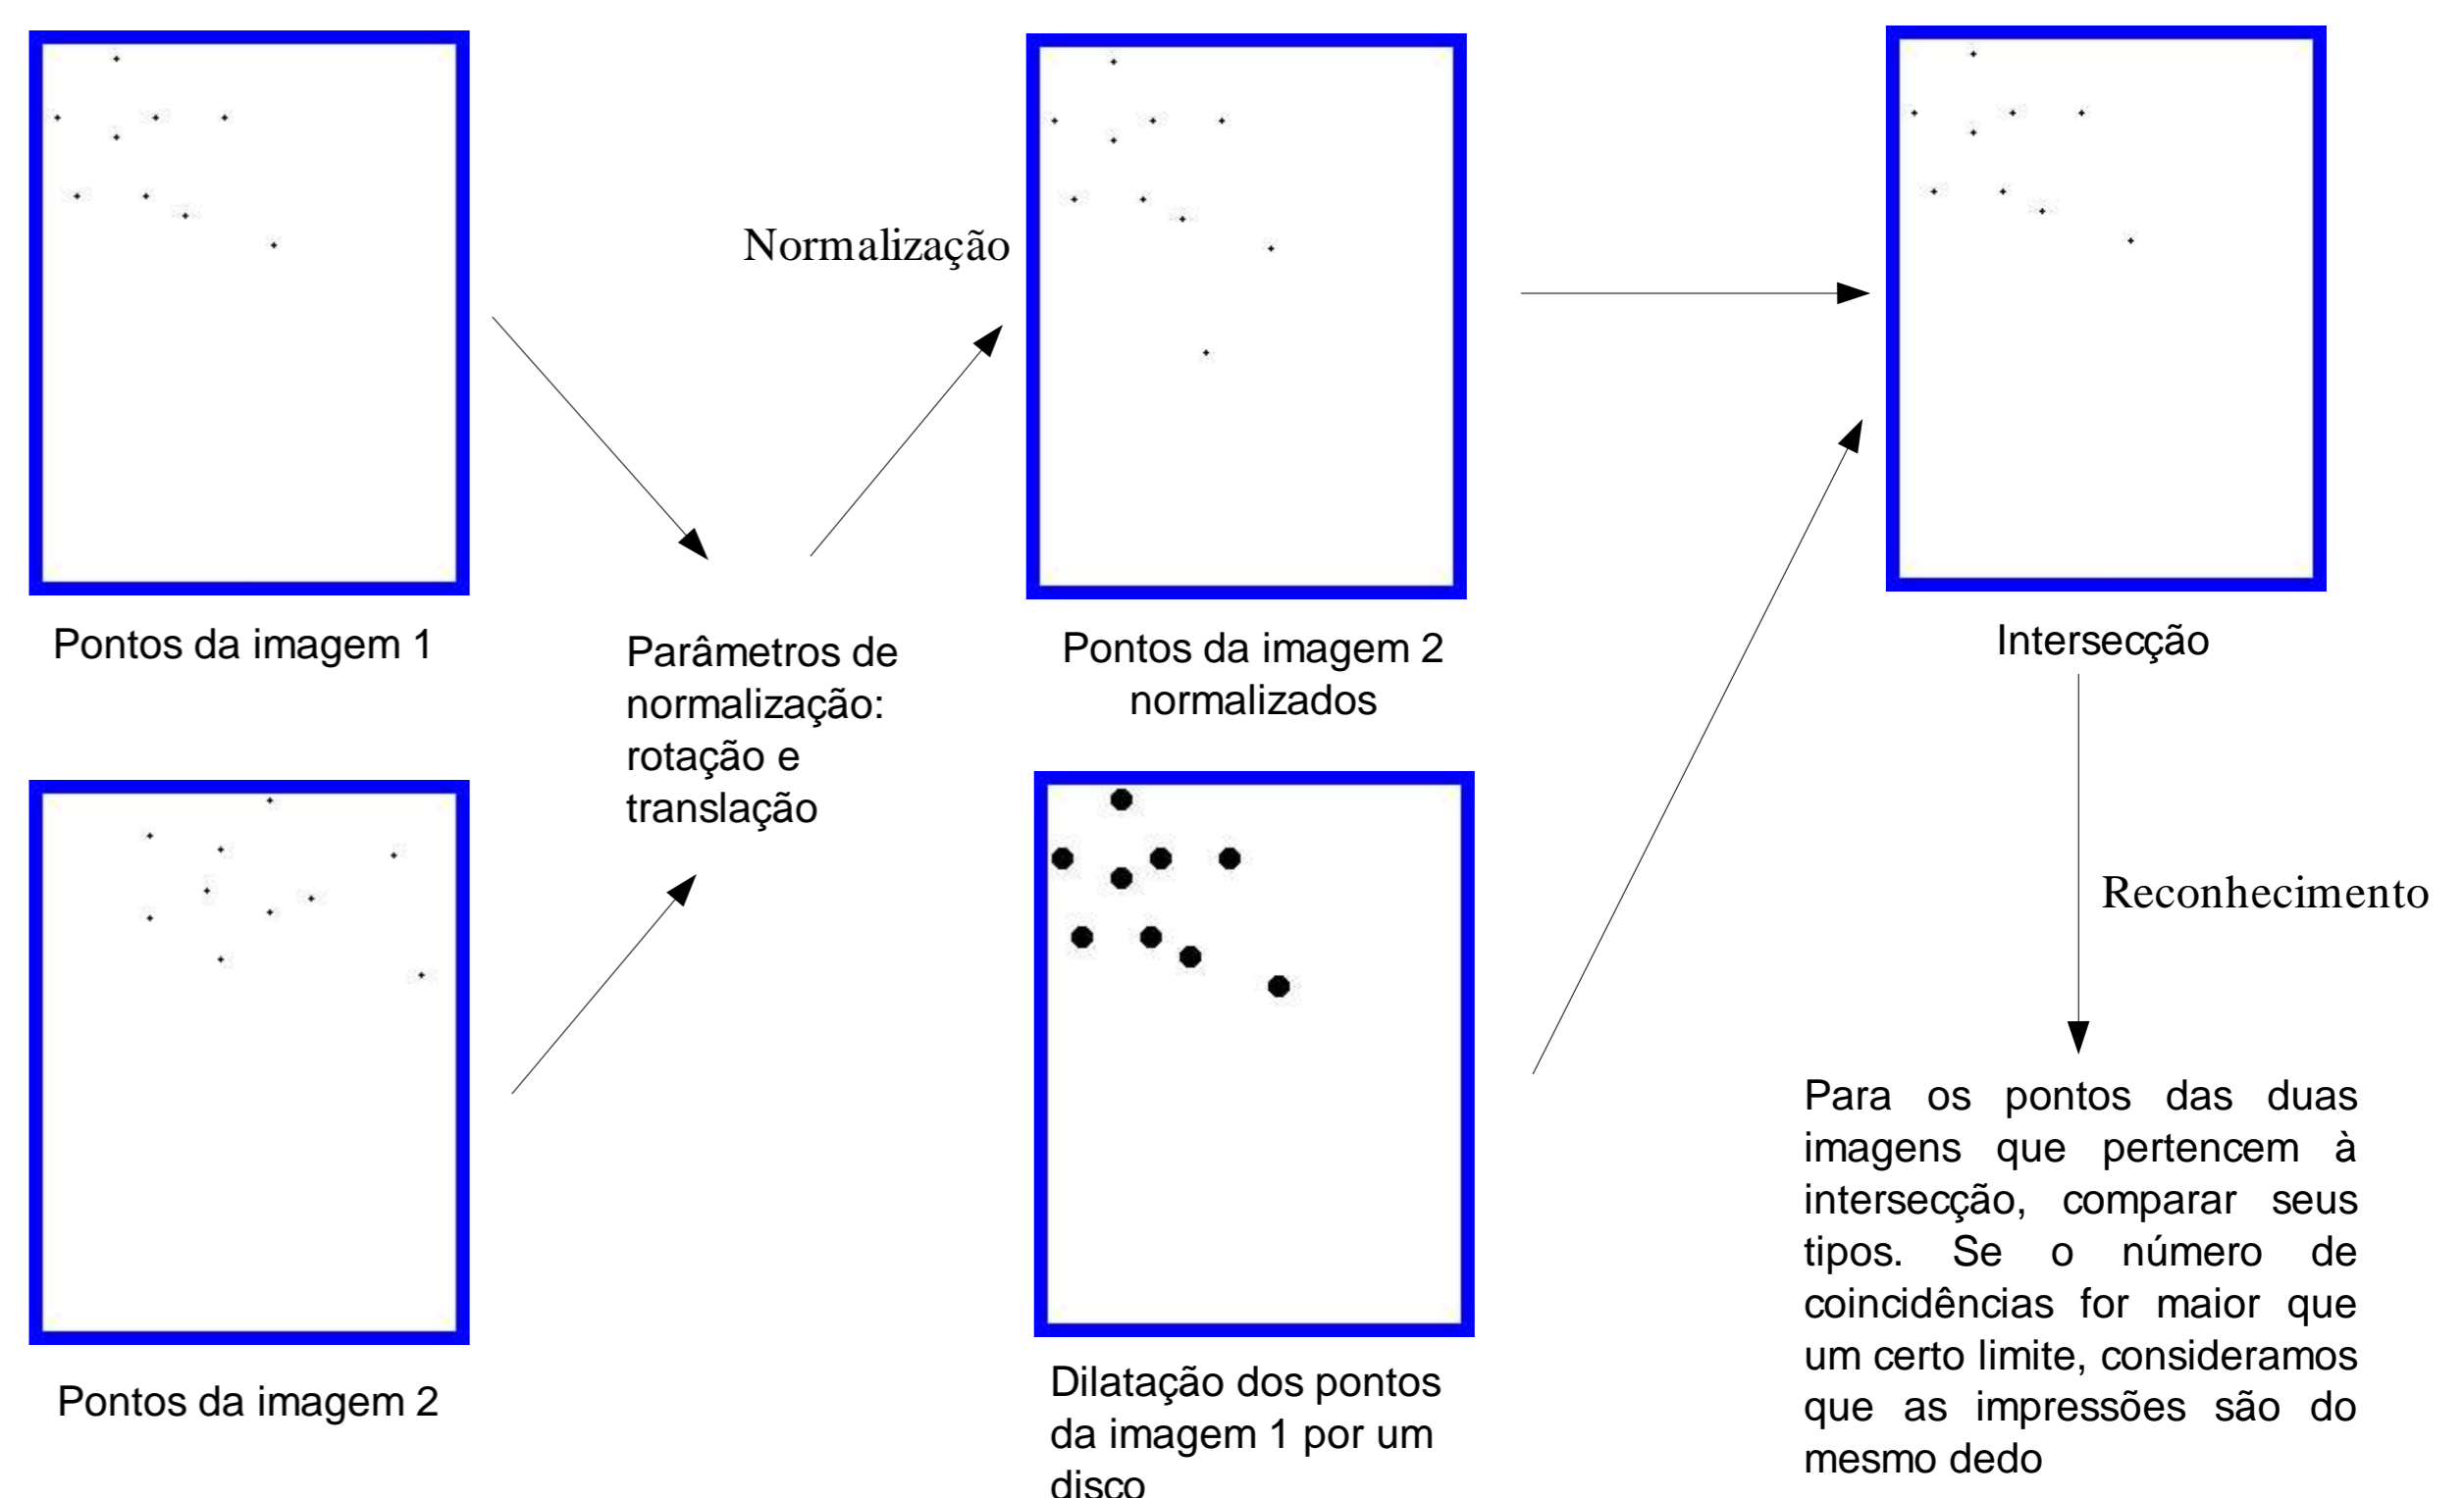 Normalização
Pontos da imagem 1
Parâmetros de
normalização:
rotação e
translação
Pontos da imagem 2
normalizados
Intersecção
Reconhecimento
Pontos da imagem 2
Dilatação dos pontos
da imagem 1 por um
disco
Para os pontos das duas
imagens que pertencem à
intersecção, comparar seus
tipos. Se o número de
coincidências for maior que
um certo limite, consideramos
que as impressões são do
mesmo dedo